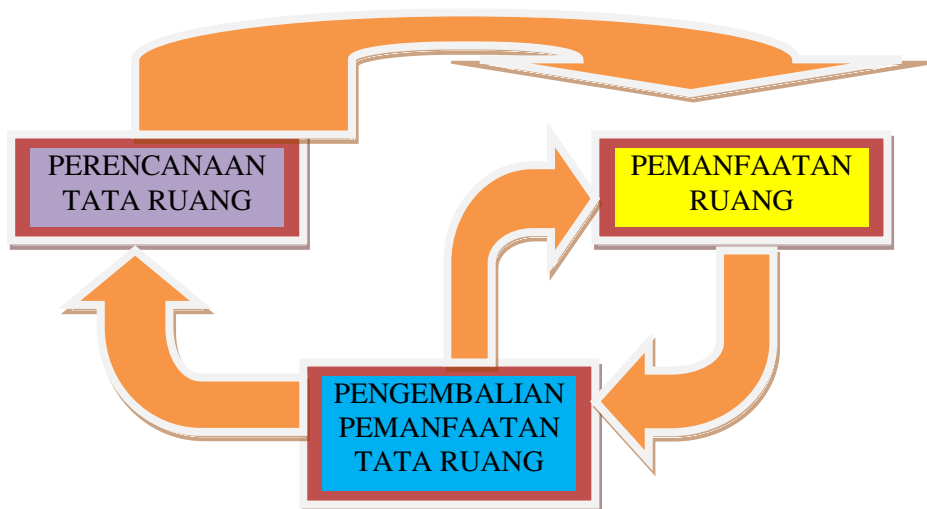 PERENCANAAN
TATA RUANG
PEMANFAATAN
RUANG
PENGEMBALIAN
PEMANFAATAN
TATA RUANG